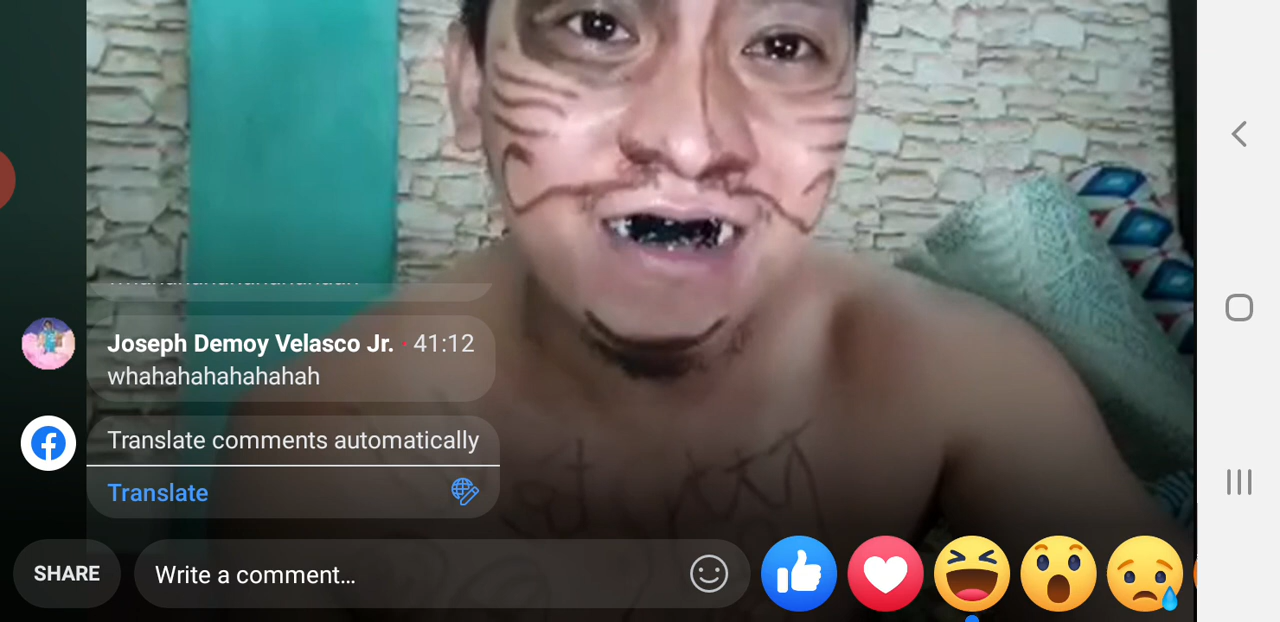 Joseph Demoy Velasco Jr. · 41:12
whahahahahahahah
Translate comments automatically
Translate
SHARE
Write a comment...